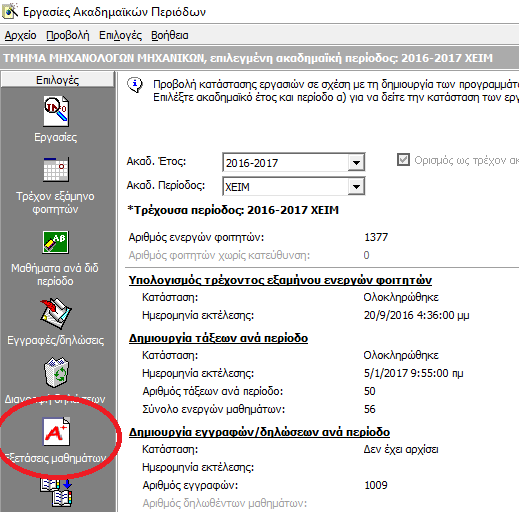 Εργασίες Ακαδημαϊκών Περιόδων
Αρχείο Προβολή Επιλογές Βοήθεια
ΤΜΗΜΑ ΜΗΧΑΝΟΛΟΓΩΝ ΜΗΧΑΝΙΚΩΝ, επιλεγμένη ακαδημαϊκή περίοδος: 2016-2017 ΧΕΙΜ
Επιλογές
Εργασίες
Τρέχον εξάμηνο
φοιτητών
Μαθήματα ανά διδ
περίοδο
Εγγραφές/δηλώσεις
Διαγραφή δηλώσεων
Εξετάσεις μαθημάτων
Προβολή κατάστασης εργασιών σε σχέση με τη δημιουργία των προγραμμάτ
Επιλέξτε ακαδημαϊκό έτος και περίοδο α) για να δείτε την κατάσταση των εργ
Ακαδ. Έτος: 2016-2017 Ορισμός ως τρέχον ακ
Ακαδ. Περίοδος: ΧΕΙΜ
*Τρέχουσα περίοδος: 2016-2017 ΧΕΙΜ
Αριθμός ενεργών φοιτητών: 1377
Αριθμός φοιτητών χωρίς κατεύθυνση: 0
Υπολογισμός τρέχοντος εξαμήνου ενεργών φοιτητών
Κατάσταση: Ολοκληρώθηκε
Ημερομηνία εκτέλεσης: 20/9/2016 4:36:00 μμ
Δημιουργία τάξεων ανά περίοδο
Κατάσταση: Ολοκληρώθηκε
Ημερομηνία εκτέλεσης: 5/1/2017 9:55:00 πμ
Αριθμός τάξεων ανά περίοδο: 50
Σύνολο ενεργών μαθημάτων: 56
Δημιουργία εγγραφών/δηλώσεων ανά περίοδο
Κατάσταση: Δεν έχει αρχίσει
Ημερομηνία εκτέλεσης:
Αριθμός εγγραφών: 1009
Αριθμός δηλωθέντων μαθημάτων: